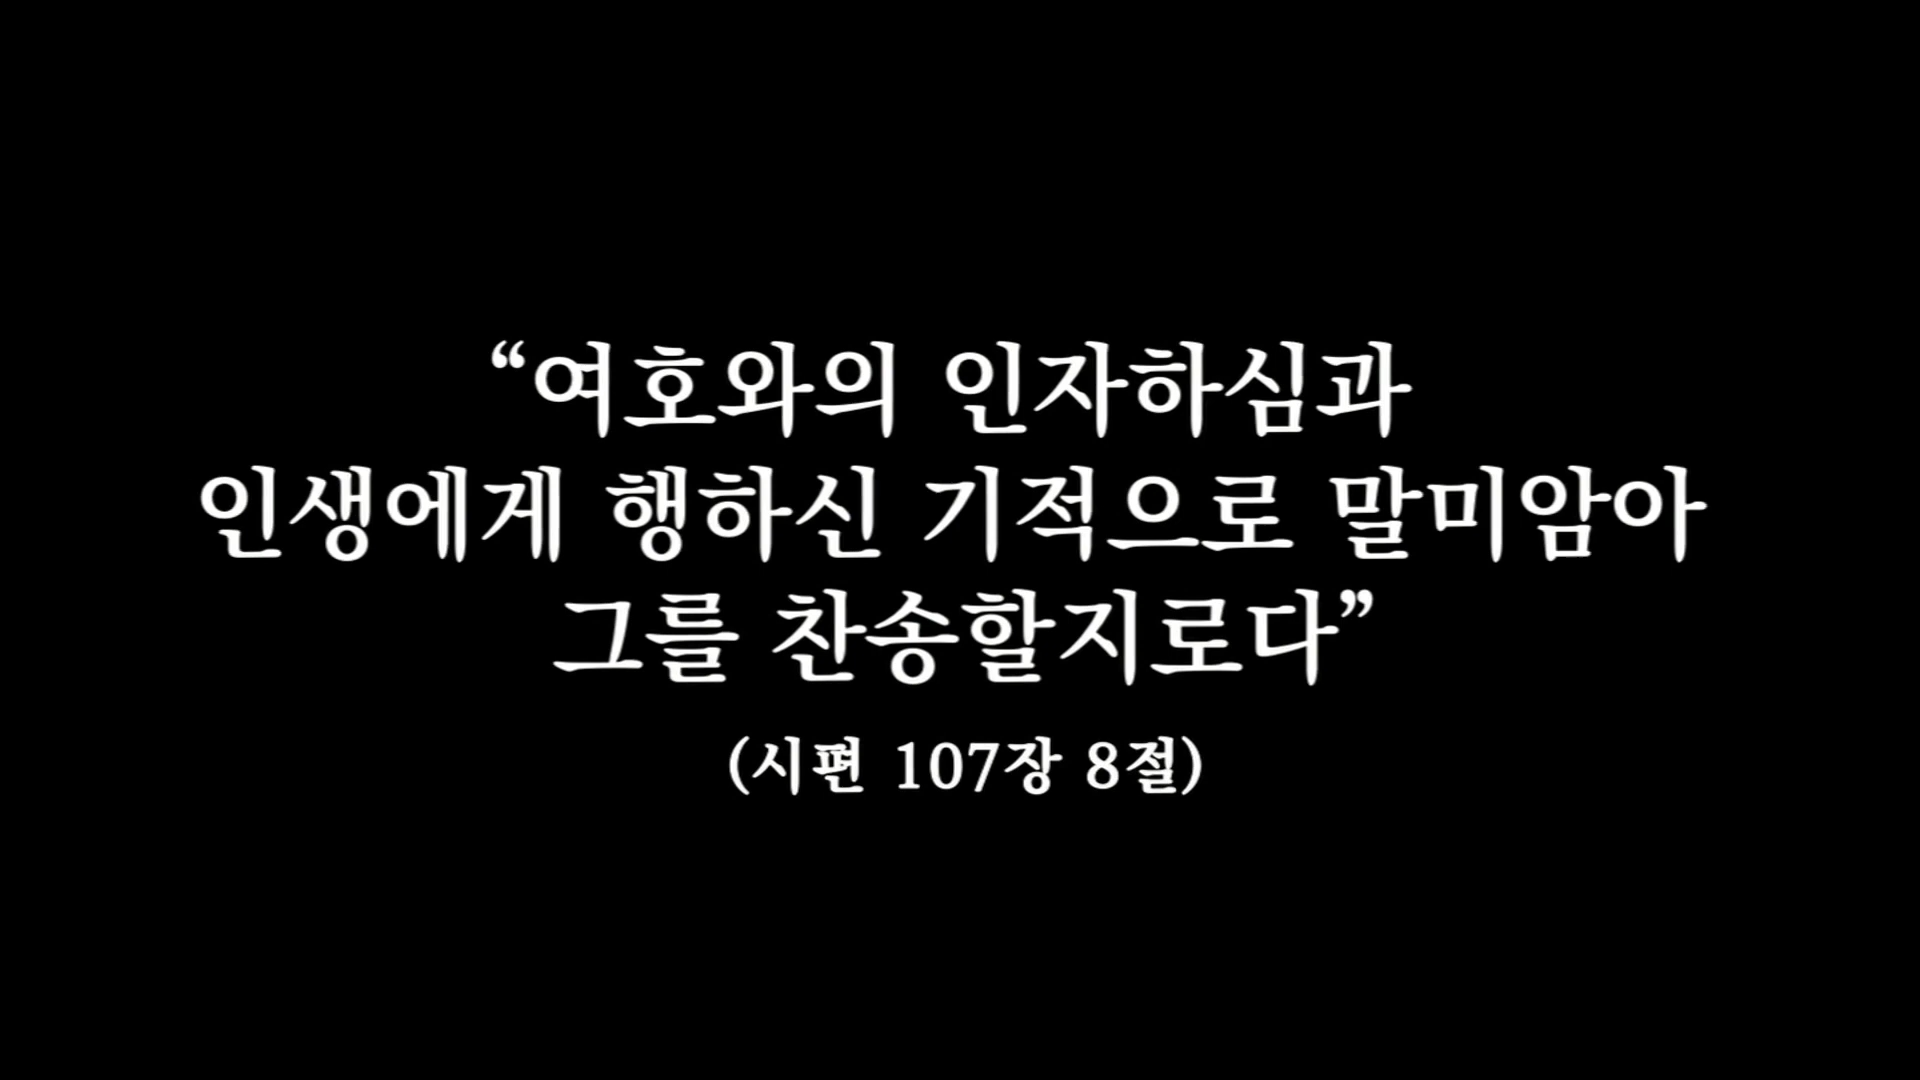 “여호와의 인자하심과
인생에게 행하신 기적으로 말미암아
그를 찬송할지로다”
(시편 107장 8절)